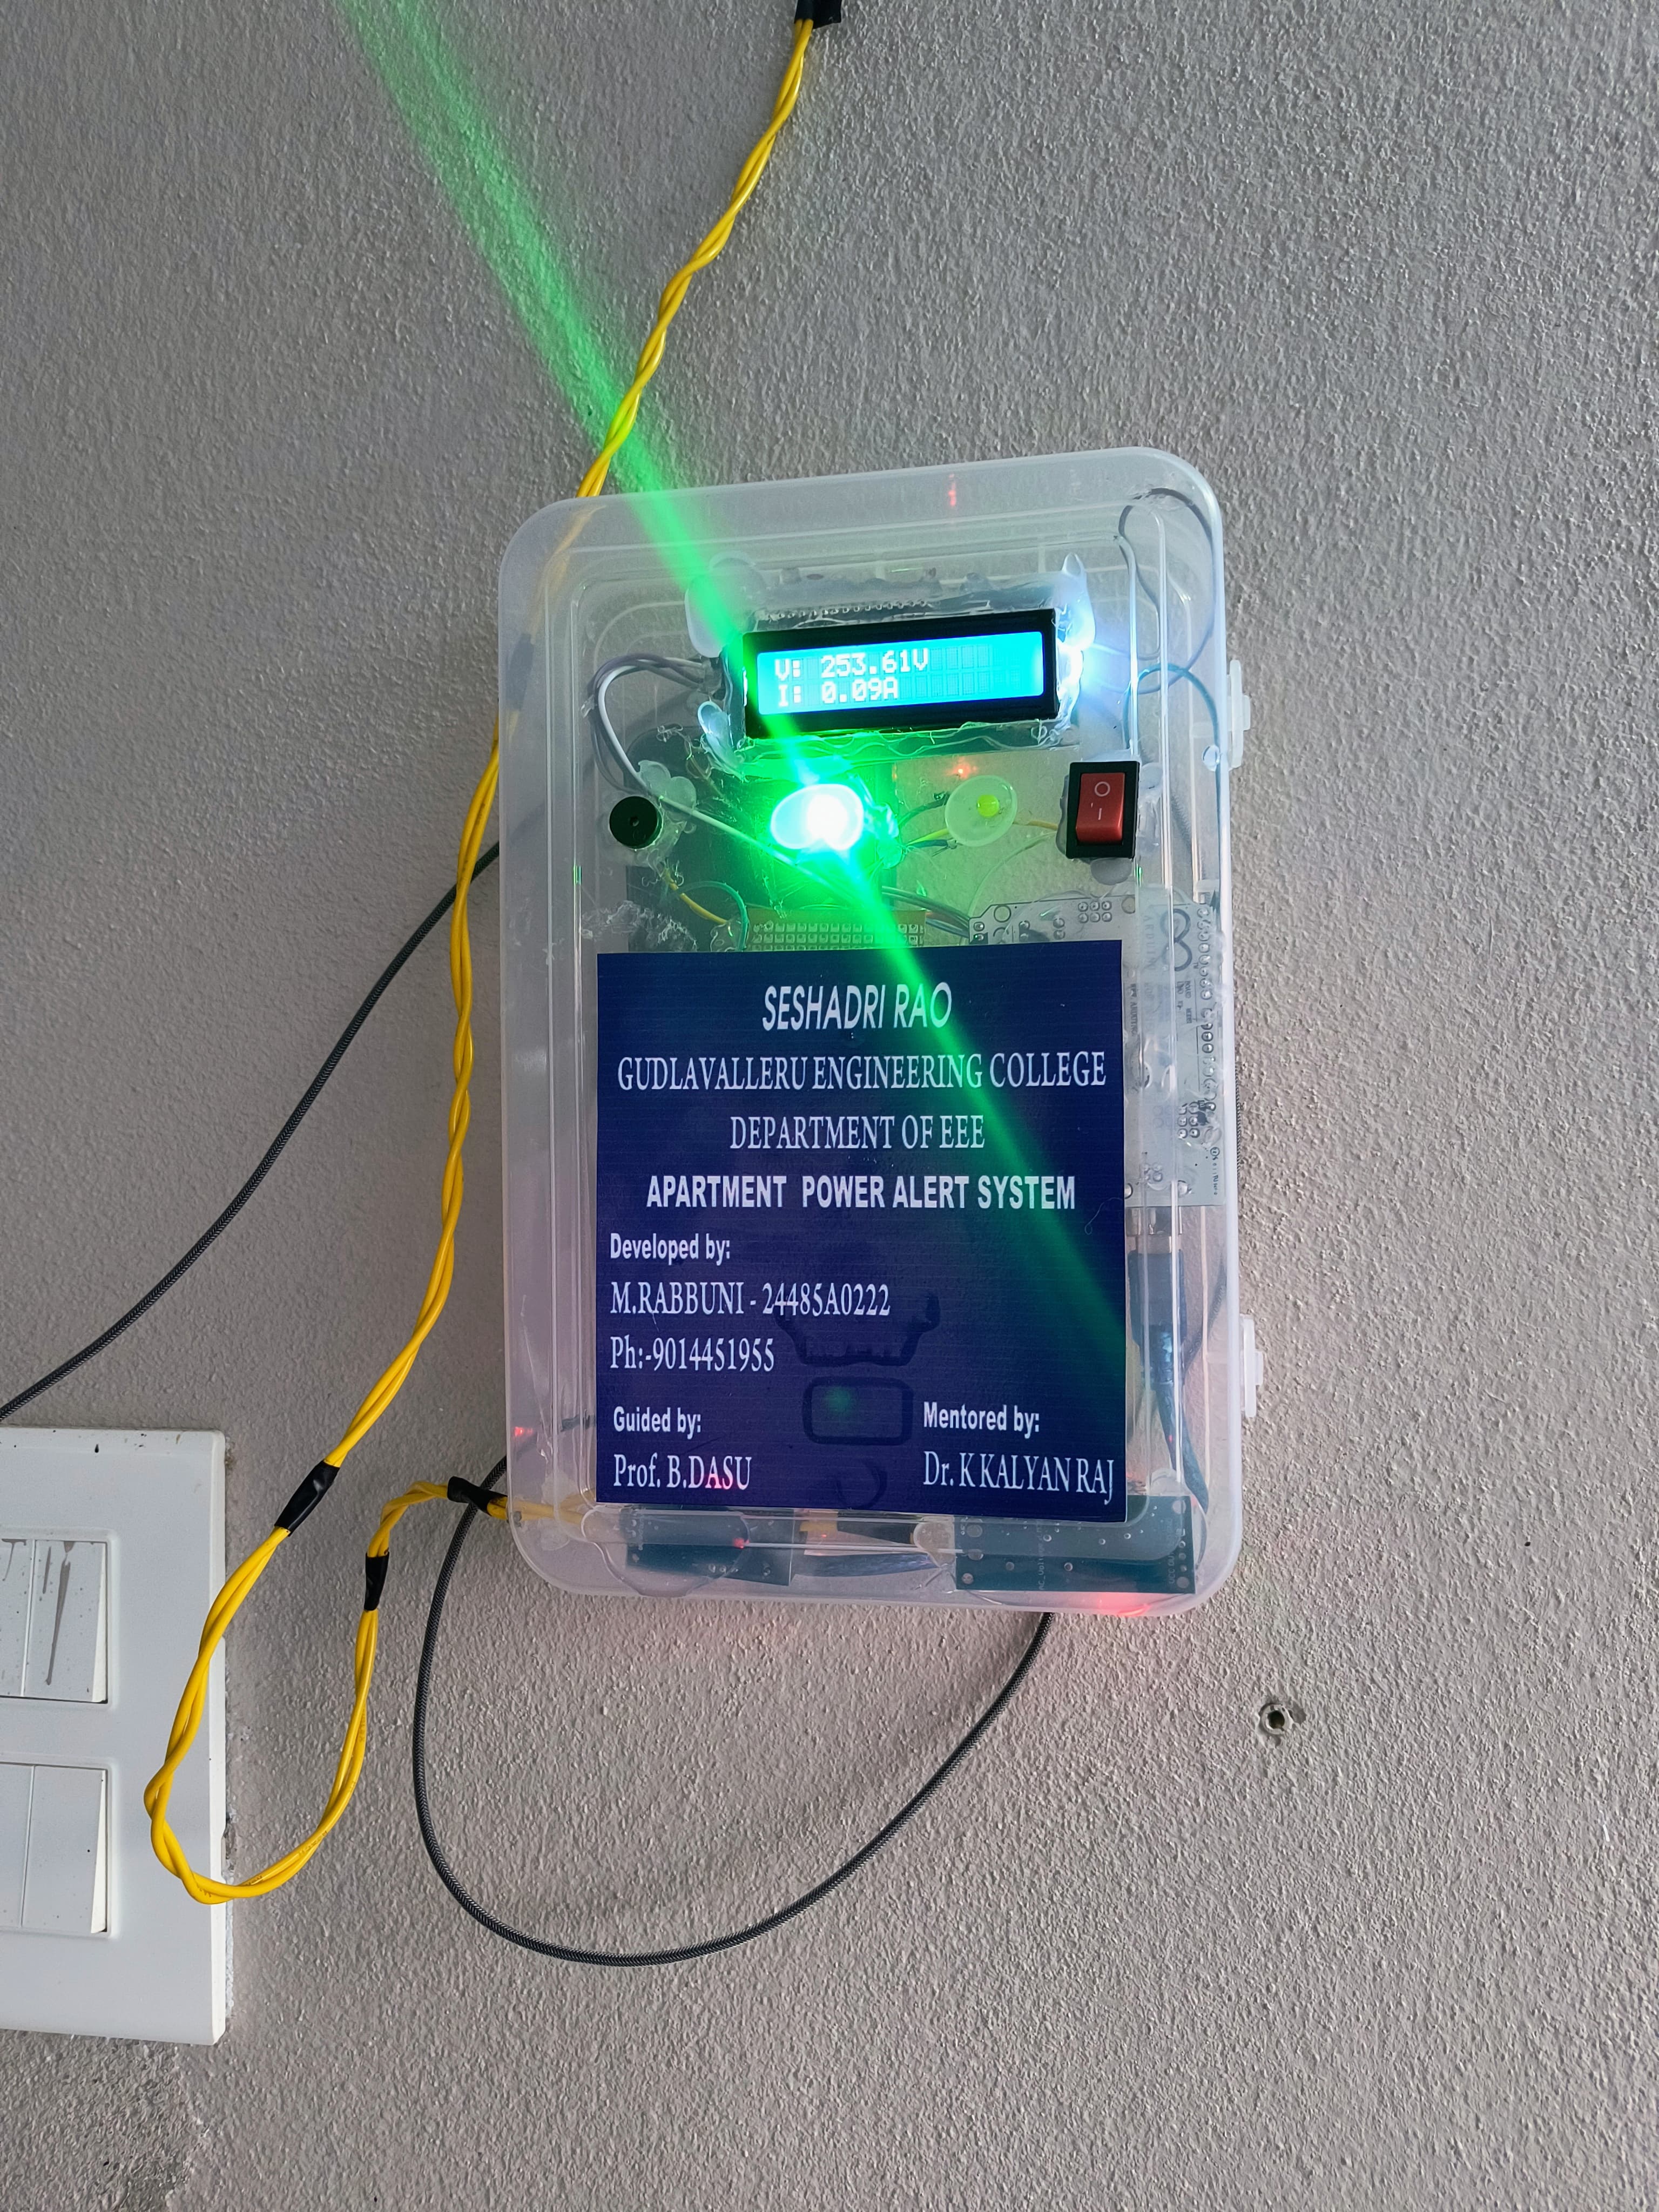 V: 253.61V
I: 0.09A
SESHADRI RAO
GUDLAVALLERU ENGINEERING COLLEGE
DEPARTMENT OF EEE
APARTMENT POWER ALERT SYSTEM
Developed by:
M.RABBUNI - 24485A0222
Ph:-9014451955
Guided by:
Mentored by:
Prof. B.DASU
Dr. K KALYAN RAJ